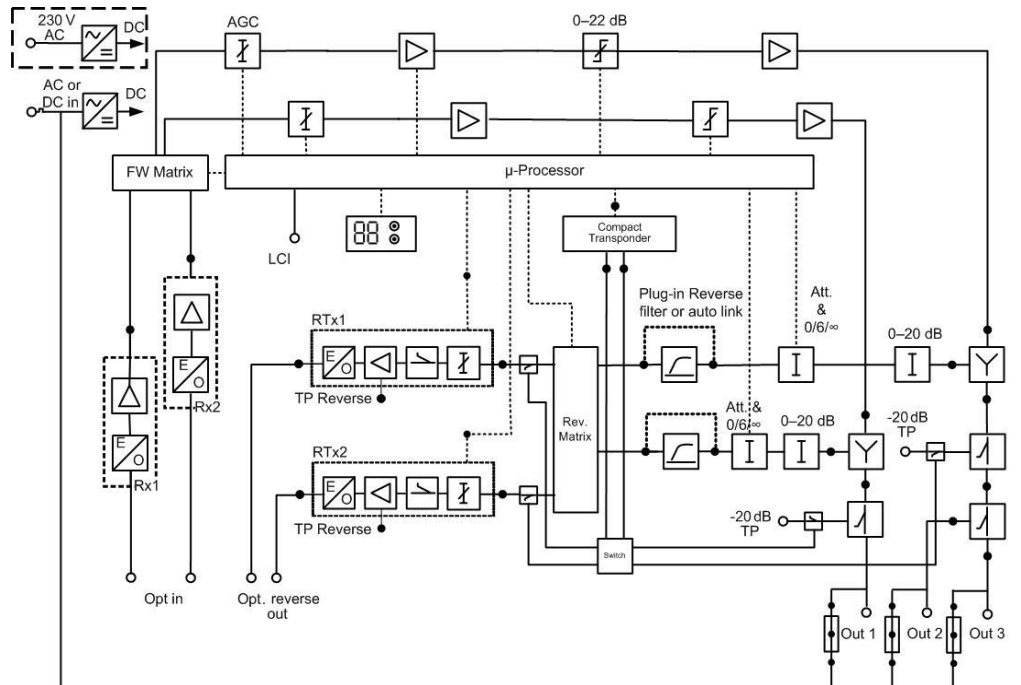 230 V
AC
DC
AGC
0–22 dB
AC or
DC in
DC
FW Matrix
µ-Processor
88
LCI
Compact
Transponder
Plug-in Reverse
filter or auto link
Att.
&
0/6/∞
0–20 dB
RTx1
E
O
TP Reverse
E
O
Rx2
E
O
Rx1
Rev.
Matrix
Att. &
0/6/∞
0–20 dB
-20 dB
TP
RTx2
E
O
TP Reverse
-20 dB
TP
Switch
Opt in
Opt. reverse
out
Out 1
Out 2
Out 3